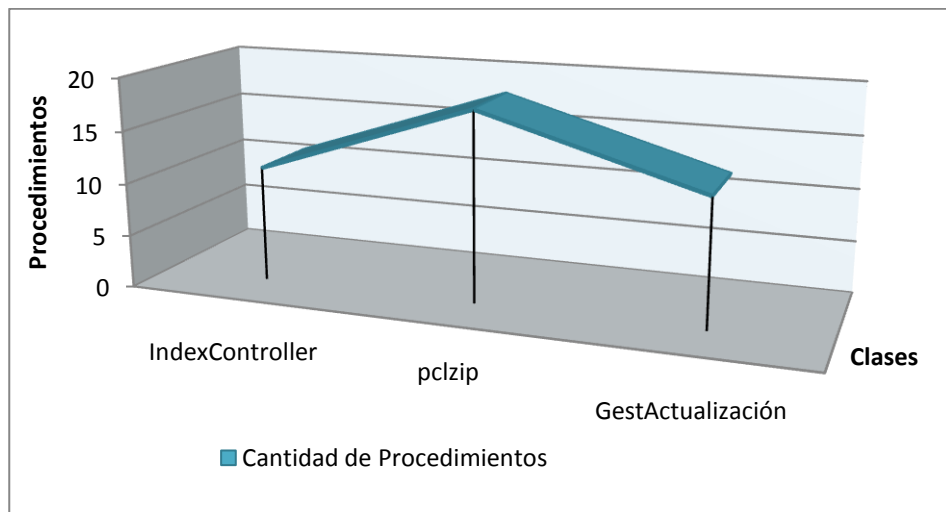 Procedimientos
20
15
10
5
0
IndexController
pclzip
GestActualización
Clases
Cantidad de Procedimientos